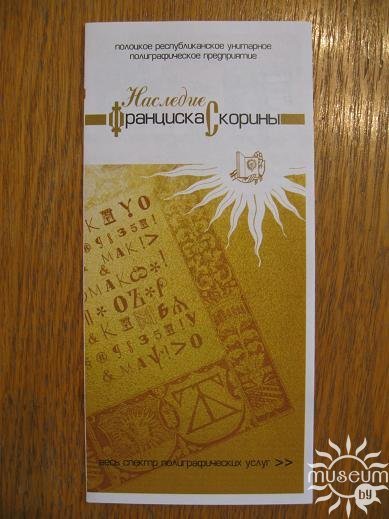 полоцкое республиканское унитарное
полиграфическое предприятие
Наследие
Франциска Скорины
весь спектр полиграфических услуг >>
museum
by